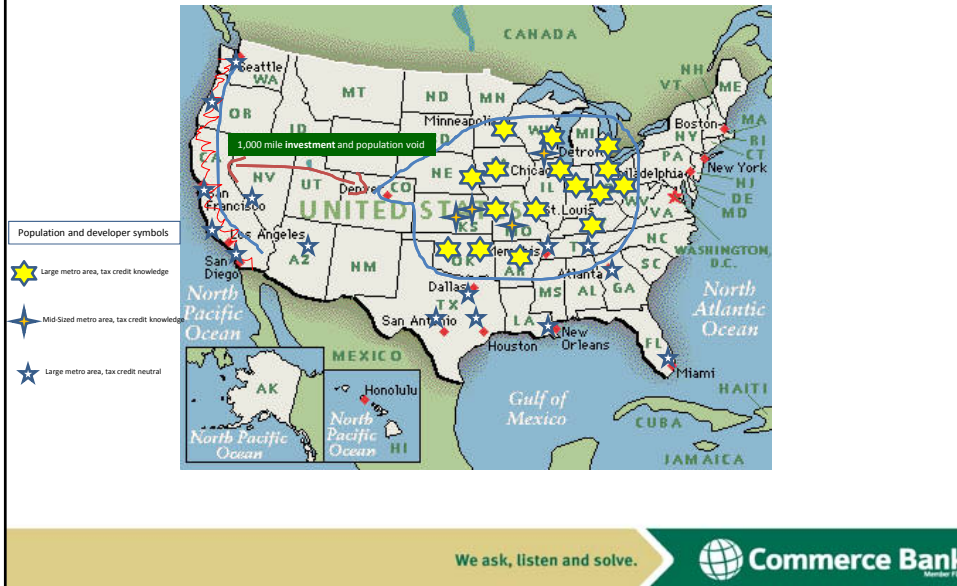 CANADA
Seattle
WA
MT
ND
MN
NH
VT
ME
OR
ID
Minneapolis
WI
MI
Boston
MA
NY
RI
CT
1,000 mile investment and population void
Detroit
PA
New York
CA
NV
UT
Denver
CO
NE
Chicago
IL
Philadelphia
NJ
DE
MD
WV
VA
San Francisco
UNITED STATES
KS
MO
St. Louis
WASHINGTON, D.C.
Population and developer symbols
Los Angeles
AZ
NM
OK
AR
Memphis
NC
SC
Large metro area, tax credit knowledge
San Diego
Atlanta
Dallas
MS
AL
GA
North Pacific Ocean
North Atlantic Ocean
TX
LA
Mid-Sized metro area, tax credit knowledge
San Antonio
New Orleans
Houston
FL
MEXICO
Large metro area, tax credit neutral
Miami
AK
Honolulu
Gulf of Mexico
HAITI
CUBA
North Pacific Ocean
North Pacific Ocean
HI
JAMAICA
We ask, listen and solve.
Commerce Bank